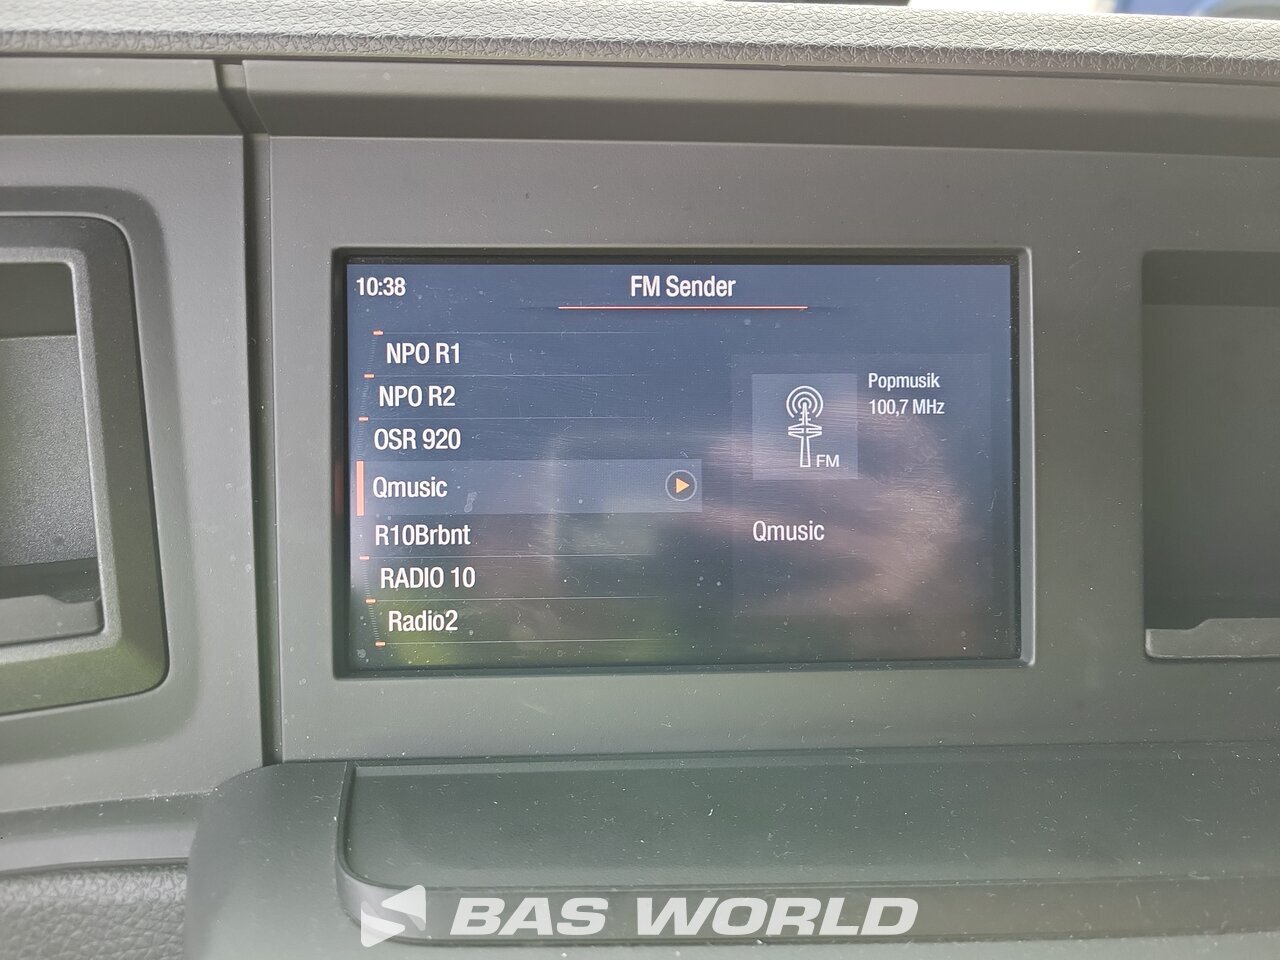 10:38
FM Sender
NPO R1
NPO R2
OSR 920
Qmusic
R10Brbnt
RADIO 10
Radio2
Popmusik
100,7 MHz
FM
Qmusic
BAS WORLD